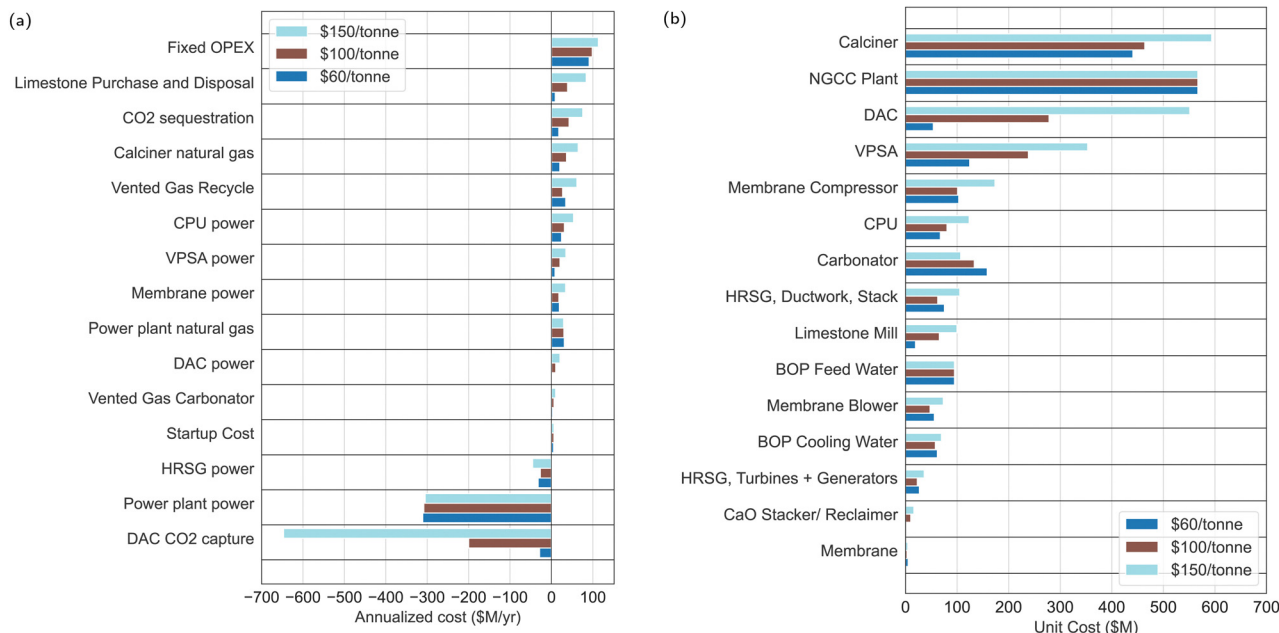 (a)
$150/tonne
$100/tonne
$60/tonne
Fixed OPEX
Limestone Purchase and Disposal
CO2 sequestration
Calciner natural gas
Vented Gas Recycle
CPU power
VPSA power
Membrane power
Power plant natural gas
DAC power
Vented Gas Carbonator
Startup Cost
HRSG power
Power plant power
DAC CO2 capture
−700 −600 −500 −400 −300 −200 −100 0 100
Annualized cost ($M/yr)
(b)
Calciner
NGCC Plant
DAC
VPSA
Membrane Compressor
CPU
Carbonator
HRSG, Ductwork, Stack
Limestone Mill
BOP Feed Water
Membrane Blower
BOP Cooling Water
HRSG, Turbines + Generators
CaO Stacker/ Reclaimer
Membrane
$60/tonne
$100/tonne
$150/tonne
0 100 200 300 400 500 600 700
Unit Cost ($M)